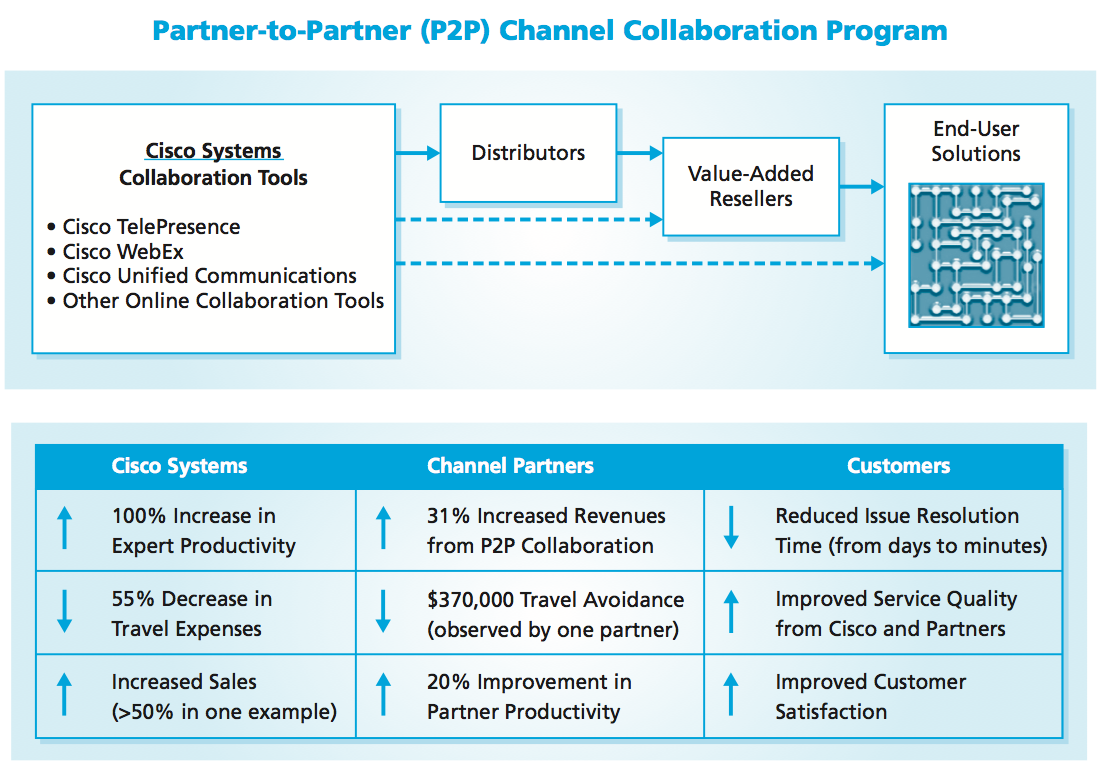 Partner-to-Partner (P2P) Channel Collaboration Program
Cisco Systems
Collaboration Tools
• Cisco TelePresence
• Cisco WebEx
• Cisco Unified Communications
• Other Online Collaboration Tools
Distributors
Value-Added
Resellers
End-User
Solutions
Cisco Systems
Channel Partners
Customers
100% Increase in
Expert Productivity
31% Increased Revenues
from P2P Collaboration
Reduced Issue Resolution
Time (from days to minutes)
55% Decrease in
Travel Expenses
$370,000 Travel Avoidance
(observed by one partner)
Improved Service Quality
from Cisco and Partners
Increased Sales
(>50% in one example)
20% Improvement in
Partner Productivity
Improved Customer
Satisfaction